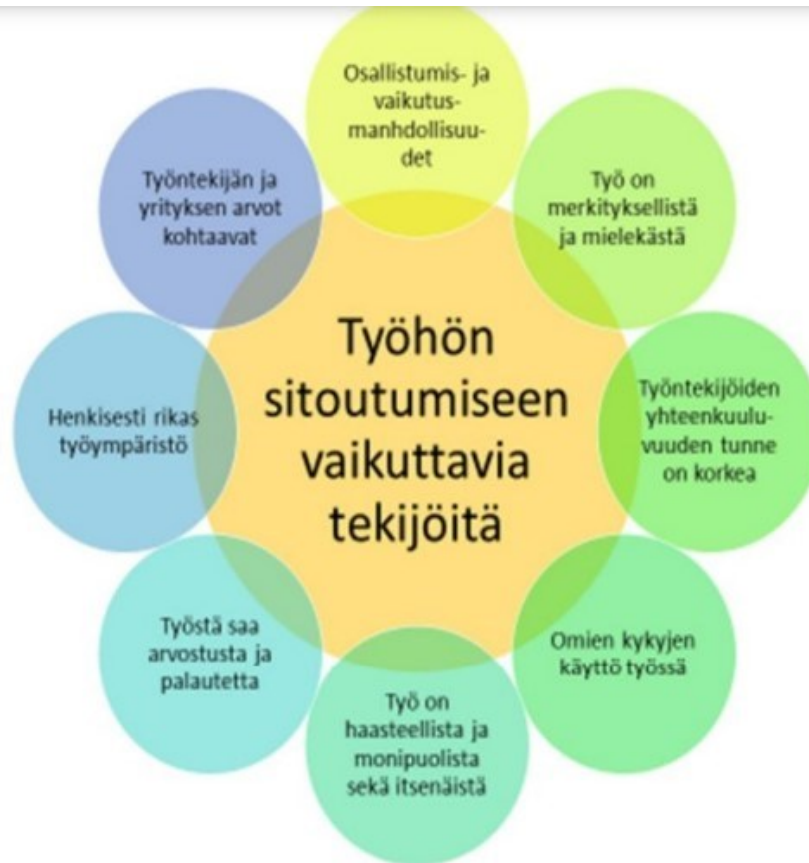 Osallistumis- ja
vaikutus-
manhdollisuu-
det
Työ on
merkityksellistä
ja mielekästä
Työntekijöiden
yhteenkuulu-
vuuden tunne
on korkea
Omien kykyjen
käyttö työssä
Työ on
haasteellista ja
monipuolista
sekä itsenäistä
Työstä saa
arvostusta ja
palautetta
Henkisesti rikas
työympäristö
Työntekijän ja
yrityksen arvot
kohtaavat
Työhön
sitoutumiseen
vaikuttavia
tekijöitä